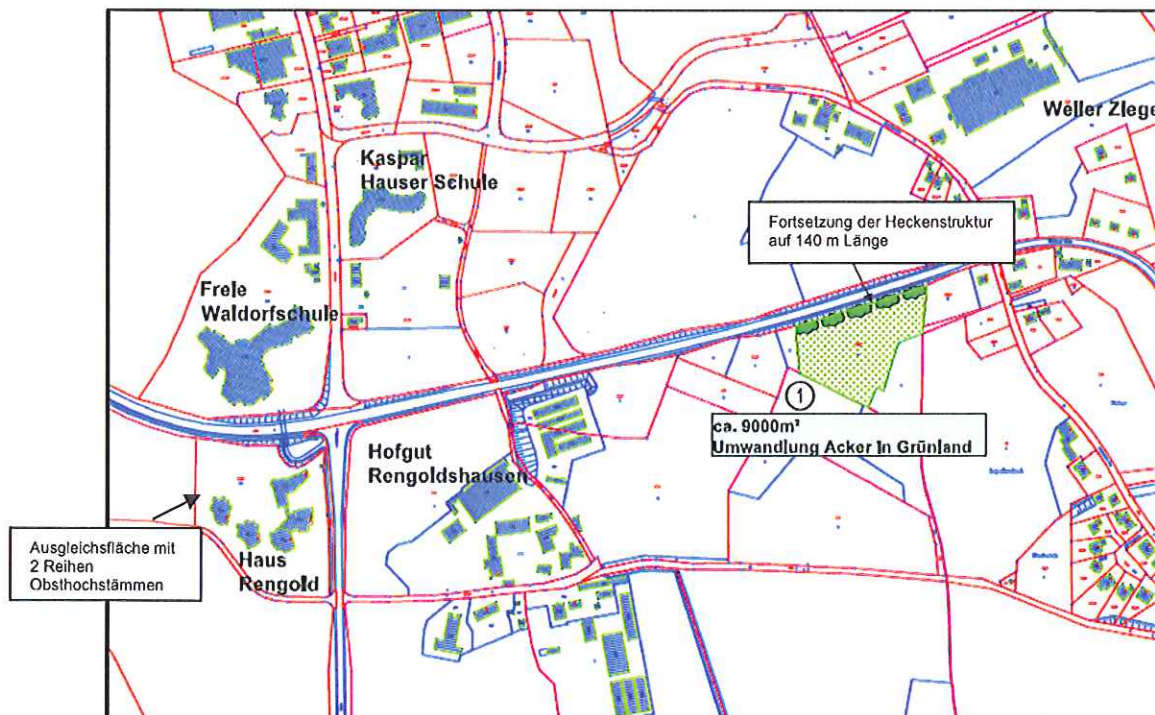 Weller Ziege
Kaspar
Hauser Schule
Fortsetzung der Heckenstruktur
auf 140 m Länge
Freie
Waldorfschule
1
ca. 9000m²
Umwandlung Acker in Grünland
Hofgut
Rengoldshausen
Ausgleichsfläche mit
2 Reihen
Obsthochstämmen
Haus
Rengold